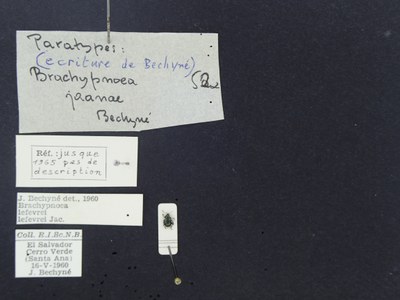 Paratypes:
(ecriture de Bechyné)
Brachypnoea
jaanae
Bechyné
Réf.: jusque
1965 pas de
description
J. Bechyné det., 1960
Brachypnoea
lefevrei
lefevrei Jac.
Coll. R.I.Sc.N.B.
El Salvador
Cerro Verde
(Santa Ana)
16-V-1960
J. Bechyné